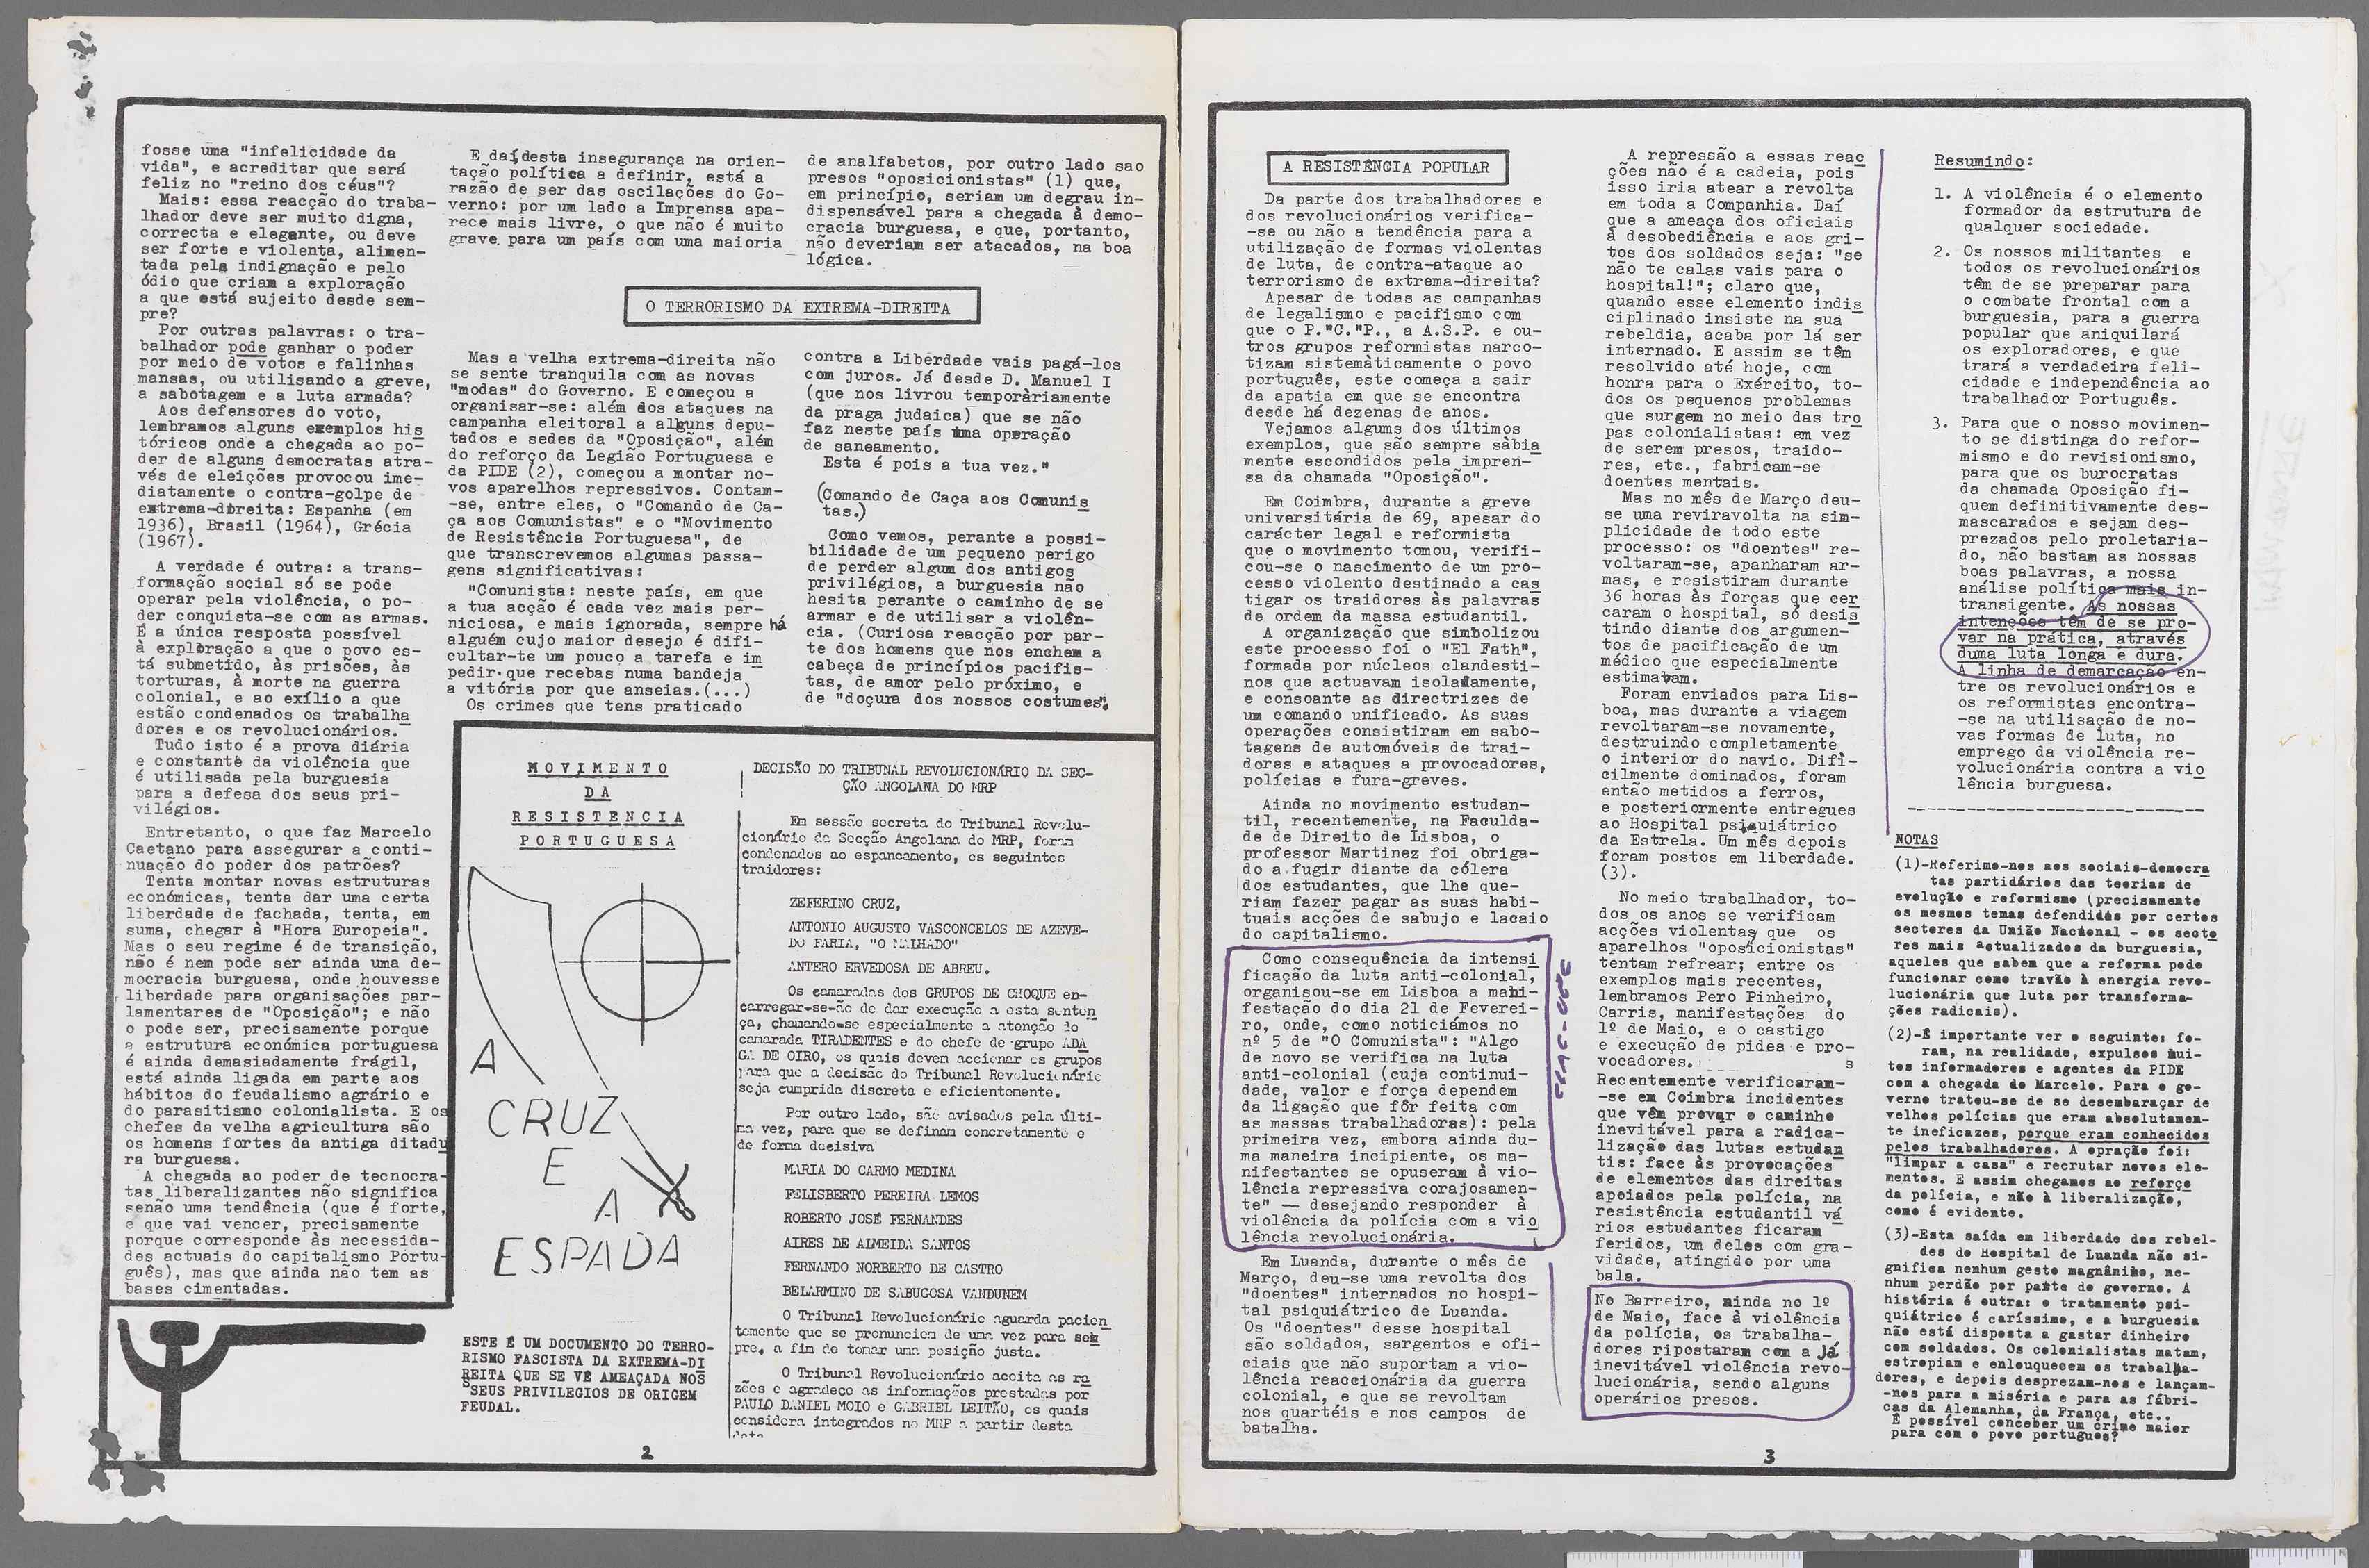 fosse uma "infelicidade da
vida", e acreditar que será
feliz no "reino dos céus"?
Mais: essa reacção do traba-
lhador deve ser muito digna,
correcta e elegante, ou deve
ser forte e violenta, alimen-
tada pela indignação e pelo
ódio que criam a exploração
a que está sujeito desde sem-
pre?
Por outras palavras: o tra-
balhador pode ganhar o poder
por meio de votos e falinhas
mansas, ou utilisando a greve,
a sabotagem e a luta armada?
Aos defensores do voto,
lembramos alguns exemplos his
tóricos onde a chegada ao po-
der de alguns democratas atra-
vés de eleições provocou ime-
diatamente o contra-golpe de
extrema-direita: Espanha (em
1936), Brasil (1964), Grécia
(1967).
A verdade é outra: a trans-
formação social só se pode
operar pela violência, o po-
der conquista-se com as armas.
É a única resposta possível
à exploração a que o povo es-
tá submetido, às prisões, às
torturas, à morte na guerra
colonial, e ao exílio a que
estão condenados os trabalha
dores e os revolucionários.
Tudo isto é a prova diária
e constante da violência que
é utilisada pela burguesia
para a defesa dos seus pri-
vilégios.
Entretanto, o que faz Marcelo
Caetano para assegurar a conti-
nuação do poder dos patrões?
Tenta montar novas estruturas
económicas, tenta dar uma certa
liberdade de fachada, tenta, em
suma, chegar à "Hora Europeia".
Mas o seu regime é de transição,
não é nem pode ser ainda uma de-
mocracia burguesa, onde houvesse
liberdade para organisações par-
lamentares de "Oposição"; e não
o pode ser, precisamente porque
a estrutura económica portuguesa
é ainda demasiadamente frágil,
está ainda ligada em parte aos
hábitos do feudalismo agrário e
do parasitismo colonialista. E os
chefes da velha agricultura são
os homens fortes da antiga ditadu
ra burguesa.
A chegada ao poder de tecnocra-
tas liberalizantes não significa
senão uma tendência (que é forte,
e que vai vencer, precisamente
porque corresponde às necessida-
des actuais do capitalismo Portu-
guês), mas que ainda não tem as
bases cimentadas.
E daí, desta insegurança na orien-
tação política a definir, está a
razão de ser das oscilações do Go-
verno: por um lado a Imprensa apa-
rece mais livre, o que não é muito
grave para um país com uma maioria
de analfabetos, por outro lado sao
presos "oposicionistas" (1) que,
em princípio, seriam um degrau in-
dispensável para a chegada à demo-
cracia burguesa, e que, portanto,
não deveriam ser atacados, na boa
lógica.
O TERRORISMO DA EXTREMA-DIREITA
Mas a velha extrema-direita não
se sente tranquila com as novas
"modas" do Governo. E começou a
organisar-se: além dos ataques na
campanha eleitoral a alguns depu-
tados e sedes da "Oposição", além
do reforço da Legião Portuguesa e
da PIDE (2), começou a montar no-
vos aparelhos repressivos. Contam-
-se, entre eles, o "Comando de Ca-
ça aos Comunistas" e o "Movimento
de Resistência Portuguesa", de
que transcrevemos algumas passa-
gens significativas:
"Comunista: neste país, em que
a tua acção é cada vez mais per-
niciosa, e mais ignorada, sempre há
alguém cujo maior desejo é difi-
cultar-te um pouco a tarefa e im
pedir que recebas numa bandeja
a vitória por que anseias.(...)
Os crimes que tens praticado
contra a Liberdade vais pagá-los
com juros. Já desde D. Manuel I
(que nos livrou temporàriamente
da praga judaica) que se não
faz neste país uma operação
de saneamento.
Esta é pois a tua vez."
(Comando de Caça aos Comunis
tas.)
Como vemos, perante a possi-
bilidade de um pequeno perigo
de perder algum dos antigos
privilégios, a burguesia não
hesita perante o caminho de se
armar e de utilisar a violên-
cia. (Curiosa reacção por par-
te dos homens que nos enchem a
cabeça de princípios pacifis-
tas, de amor pelo próximo, e
de "doçura dos nossos costumes".
MOVIMENTO
DA
RESISTENCIA
PORTUGUESA
A
CRUZ
E
A
ESPADA
ESTE É UM DOCUMENTO DO TERRO-
RISMO FASCISTA DA EXTREMA-DI
REITA QUE SE VÊ AMEAÇADA NOS
SEUS PRIVILEGIOS DE ORIGEM
FEUDAL.
DECISÃO DO TRIBUNAL REVOLUCIONÁRIO DA SEC-
ÇÃO ANGOLANA DO MRP
Em sessão secreta do Tribunal Revolu-
cionário da Secção Angolana do MRP, foram
condenados ao espancamento, os seguintes
traidores:
ZEFERINO CRUZ,
ANTONIO AUGUSTO VASCONCELOS DE AZEVE-
DO FARIA, "O MALHADO"
ANTERO ERVEDOSA DE ABREU.
Os camaradas dos GRUPOS DE CHOQUE en-
carregar-se-ão de dar execução a esta senten
ça, chamando-se especialmente a atenção do
camarada TIRADENTES e do chefe de grupo ADA
GA DE OIRO, os quais devem accionar os grupos
para que a decisão do Tribunal Revolucionário
seja cumprida discreta e eficientemente.
Por outro lado, são avisados pela últi-
ma vez, para que se definam concretamente e
de forma decisiva
MARIA DO CARMO MEDINA
FELISBERTO PEREIRA LEMOS
ROBERTO JOSÉ FERNANDES
AIRES DE ALMEIDA SANTOS
FERNANDO NORBERTO DE CASTRO
BELARMINO DE SABUGOSA VANDUNEM
O Tribunal Revolucionário aguarda pacien
temente que se pronunciem de uma vez para sem
pre, a fim de tomar uma posição justa.
O Tribunal Revolucionário aceita as ra
zões e agradece as informações prestadas por
PAULO DANIEL MOIO e GABRIEL LEITÃO, os quais
considera integrados no MRP a partir desta
data
2
A RESISTÊNCIA POPULAR
Da parte dos trabalhadores e
dos revolucionários verifica-
-se ou não a tendência para a
utilização de formas violentas
de luta, de contra-ataque ao
terrorismo de extrema-direita?
Apesar de todas as campanhas
de legalismo e pacifismo com
que o P."C."P., a A.S.P. e ou-
tros grupos reformistas narco-
tizam sistemàticamente o povo
português, este começa a sair
da apatia em que se encontra
desde há dezenas de anos.
Vejamos algums dos últimos
exemplos, que são sempre sàbia
mente escondidos pela impren-
sa da chamada "Oposição".
Em Coimbra, durante a greve
universitária de 69, apesar do
carácter legal e reformista
que o movimento tomou, verifi-
cou-se o nascimento de um pro-
cesso violento destinado a cas
tigar os traidores às palavras
de ordem da massa estudantil.
A organização que simbolizou
este processo foi o "El Fath",
formada por núcleos clandesti-
nos que actuavam isoladamente,
e consoante as directrizes de
um comando unificado. As suas
operações consistiram em sabo-
tagens de automóveis de trai-
dores e ataques a provocadores,
polícias e fura-greves.
Ainda no movimento estudan-
til, recentemente, na Faculda-
de de Direito de Lisboa, o
professor Martinez foi obriga-
do a fugir diante da cólera
dos estudantes, que lhe que-
riam fazer pagar as suas habi-
tuais acções de sabujo e lacaio
do capitalismo.
Como consequência da intensi
ficação da luta anti-colonial,
organisou-se em Lisboa a mani-
festação do dia 21 de Feverei-
ro, onde, como noticiámos no
nº 5 de "O Comunista": "Algo
de novo se verifica na luta
anti-colonial (cuja continui-
dade, valor e força dependem
da ligação que fôr feita com
as massas trabalhadoras): pela
primeira vez, embora ainda du-
ma maneira incipiente, os ma-
nifestantes se opuseram à vio-
lência repressiva corajosamen-
te" — desejando responder à
violência da polícia com a vio
lência revolucionária.
Em Luanda, durante o mês de
Março, deu-se uma revolta dos
"doentes" internados no hospi-
tal psiquiátrico de Luanda.
Os "doentes" desse hospital
são soldados, sargentos e ofi-
ciais que não suportam a vio-
lência reaccionária da guerra
colonial, e que se revoltam
nos quartéis e nos campos de
batalha.
A repressão a essas reac
ções não é a cadeia, pois
isso iria atear a revolta
em toda a Companhia. Daí
que a ameaça dos oficiais
à desobediência e aos gri-
tos dos soldados seja: "se
não te calas vais para o
hospital!"; claro que,
quando esse elemento indis
ciplinado insiste na sua
rebeldia, acaba por lá ser
internado. E assim se têm
resolvido até hoje, com
honra para o Exército, to-
dos os pequenos problemas
que surgem no meio das tro
pas colonialistas: em vez
de serem presos, traido-
res, etc., fabricam-se
doentes mentais.
Mas no mês de Março deu-
se uma reviravolta na sim-
plicidade de todo este
processo: os "doentes" re-
voltaram-se, apanharam ar-
mas, e resistiram durante
36 horas às forças que cer
caram o hospital, só desis
tindo diante dos argumen-
tos de pacificação de um
médico que especialmente
estimavam.
Foram enviados para Lis-
boa, mas durante a viagem
revoltaram-se novamente,
destruindo completamente
o interior do navio. Difì-
cilmente dominados, foram
então metidos a ferros,
e posteriormente entregues
ao Hospital psiquiátrico
da Estrela. Um mês depois
foram postos em liberdade.
(3).
No meio trabalhador, to-
dos os anos se verificam
acções violentas que os
aparelhos "oposicionistas"
tentam refrear; entre os
exemplos mais recentes,
lembramos Pero Pinheiro,
Carris, manifestações do
1º de Maio, e o castigo
e execução de pides e pro-
vocadores. s
Recentemente verificaram-
-se em Coimbra incidentes
que vêm provar o caminho
inevitável para a radica-
lização das lutas estudan
tis: face às provocações
de elementos das direitas
apoiados pela polícia, na
resistência estudantil vá
rios estudantes ficaram
feridos, um deles com gra-
vidade, atingido por uma
bala.
No Barreiro, ainda no 1º
de Maio, face à violência
da polícia, os trabalha-
dores ripostaram com a já
inevitável violência revo-
lucionária, sendo alguns
operários presos.
Resumindo:
1. A violência é o elemento
formador da estrutura de
qualquer sociedade.
2. Os nossos militantes e
todos os revolucionários
têm de se preparar para
o combate frontal com a
burguesia, para a guerra
popular que aniquilará
os exploradores, e que
trará a verdadeira feli-
cidade e independência ao
trabalhador Português.
3. Para que o nosso movimen-
to se distinga do refor-
mismo e do revisionismo,
para que os burocratas
da chamada Oposição fi-
quem definitivamente des-
mascarados e sejam des-
prezados pelo proletaria-
do, não bastam as nossas
boas palavras, a nossa
análise política mais in-
transigente. As nossas
intenções têm de se pro-
var na prática, através
duma luta longa e dura.
A linha de demarcação en-
tre os revolucionários e
os reformistas encontra-
-se na utilisação de no-
vas formas de luta, no
emprego da violência re-
volucionária contra a vio
lência burguesa.
NOTAS
(1)-Referimo-nos aos sociais-democra
tas partidários das teorias de
evolução e reformismo (precisamente
os mesmos temas defendidos por certos
sectores da União Nacional - os secto
res mais actualizados da burguesia,
aqueles que sabem que a reforma pode
funcionar como travão à energia revo-
lucionária que luta por transforma-
ções radicais).
(2)-É importante ver o seguinte: fo-
ram, na realidade, expulsos mui-
tos informadores e agentes da PIDE
com a chegada do Marcelo. Para o go-
verno tratou-se de se desembaraçar de
velhos polícias que eram absolutamen-
te ineficazes, porque eram conhecidos
pelos trabalhadores. A opração foi:
"limpar a casa" e recrutar novos ele-
mentos. E assim chegamos ao reforço
da polícia, e não à liberalização,
como é evidente.
(3)-Esta saída em liberdade dos rebel-
des do Hospital de Luanda não si-
gnifica nenhum gesto magnânimo, ne-
nhum perdão por parte do governo. A
história é outra: o tratamento psi-
quiátrico é caríssimo, e a burguesia
não está disposta a gastar dinheiro
com soldados. Os colonialistas matam,
estropiam e enlouquecem os trabalha-
dores, e depois desprezam-nos e lançam-
-nos para a miséria e para as fábri-
cas da Alemanha, da França, etc..
É possível conceber um crime maior
para com o povo português?
3